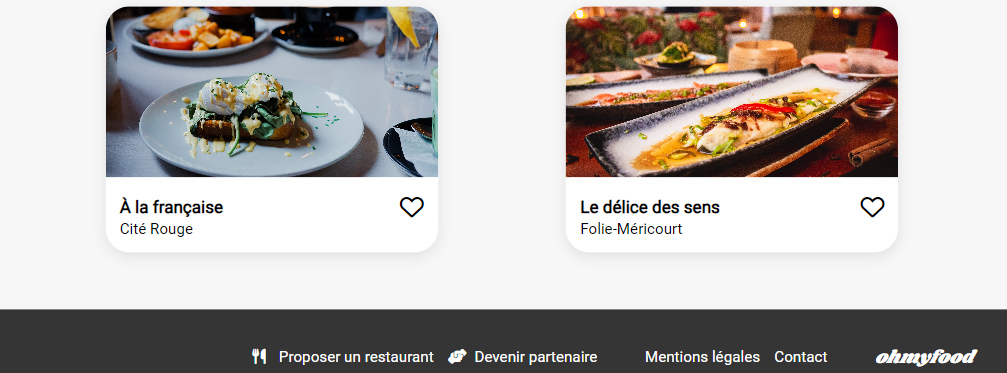 À la française
Cité Rouge
Le délice des sens
Folie-Méricourt
Proposer un restaurant
Devenir partenaire
Mentions légales
Contact
ohmyfood